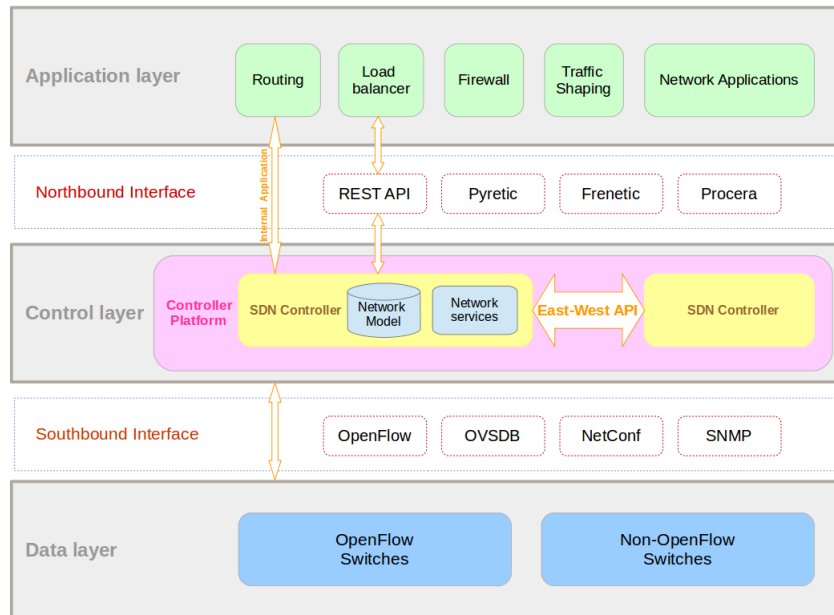 Application layer
Routing
Load
balancer
Firewall
Traffic
Shaping
Network Applications
Internal Application
Northbound Interface
REST API
Pyretic
Frenetic
Procera
Control layer
Controller
Platform
SDN Controller
Network
Model
Network
services
East-West API
SDN Controller
Southbound Interface
OpenFlow
OVSDB
NetConf
SNMP
Data layer
OpenFlow
Switches
Non-OpenFlow
Switches